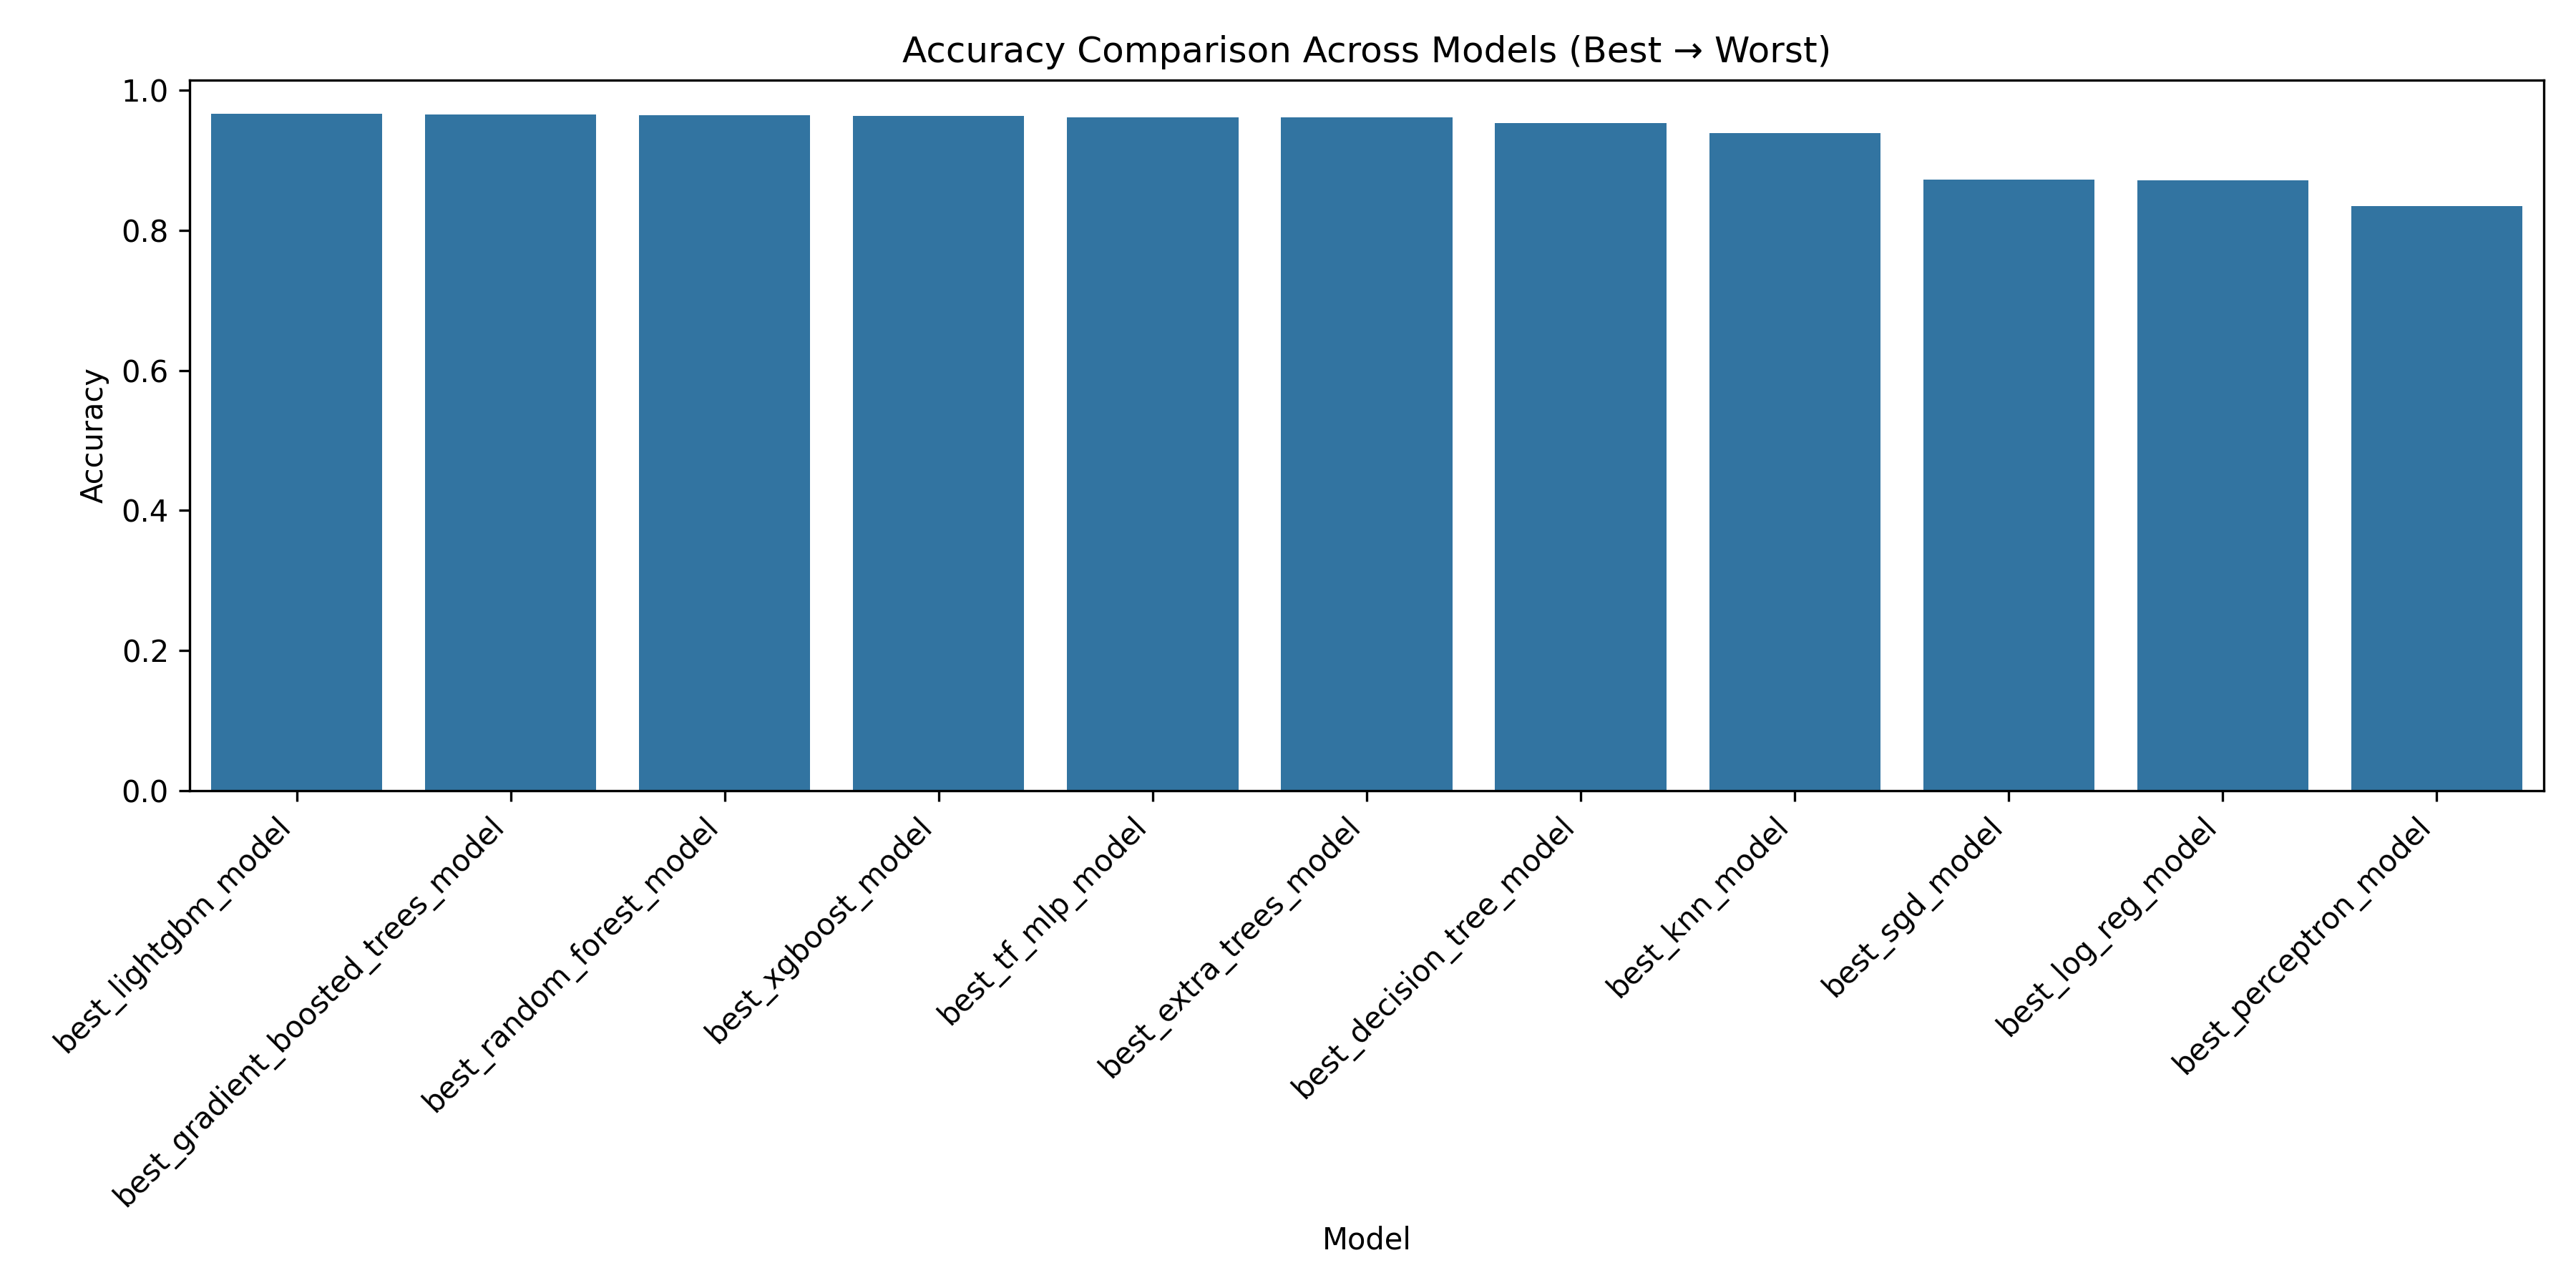 Accuracy Comparison Across Models (Best → Worst)
Accuracy
1.0
0.8
0.6
0.4
0.2
0.0
best_lightgbm_model
best_gradient_boosted_trees_model
best_random_forest_model
best_xgboost_model
best_tf_mlp_model
best_extra_trees_model
best_decision_tree_model
best_knn_model
best_sgd_model
best_log_reg_model
best_perceptron_model
Model